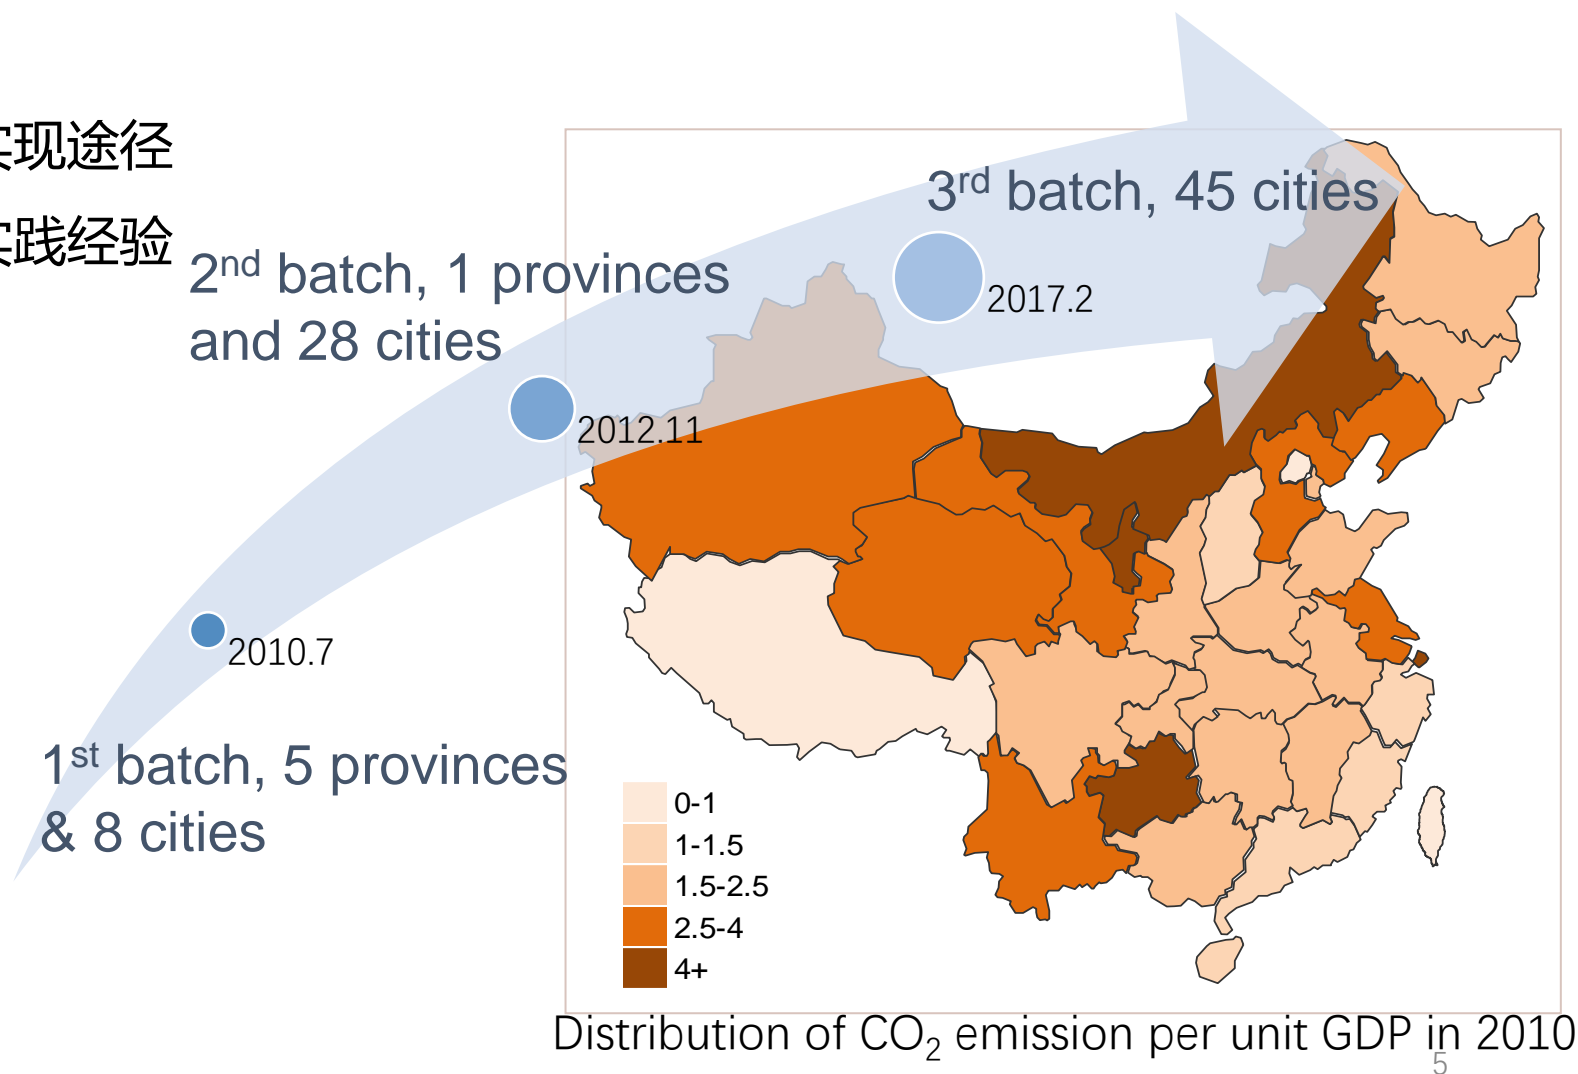 实现途径
实践经验
3rd batch, 45 cities
2nd batch, 1 provinces
and 28 cities
2017.2
2012.11
2010.7
1st batch, 5 provinces
& 8 cities
0-1
1-1.5
1.5-2.5
2.5-4
4+
Distribution of CO2 emission per unit GDP in 2010
5